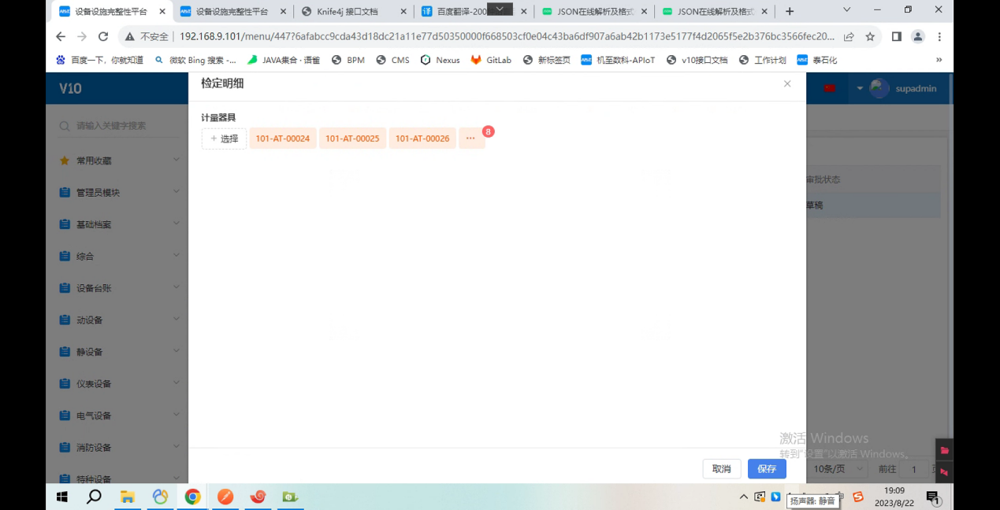 设备设施完整性平台
设备设施完整性平台
Knife4j 接口文档
百度翻译-200
JSON在线解析及格式
JSON在线解析及格式
不安全
192.168.9.101/menu/447?6afabcc9cda43d18dc21a11e77d50350000f668503cf0e04c43ba6df907a6ab42b1173e5177f4d2065f5e2b376bc3566fec20...
百度一下，你就知道
微软 Bing 搜索 -...
JAVA集合 · 语雀
BPM
CMS
Nexus
GitLab
新标签页
机至数科-APIoT
v10接口文档
工作计划
泰石化
»
V10
检定明细
supadmin
请输入关键字搜索
计量器具
+ 选择
101-AT-00024
101-AT-00025
101-AT-00026
...
8
常用收藏
管理员模块
基础档案
综合
设备台账
动设备
静设备
仪表设备
电气设备
消防设备
特种设备
审批状态
草稿
激活 Windows
转到"设置"以激活 Windows。
取消
保存
10条/页
前往
1
扬声器: 静音
19:09
2023/8/22
1